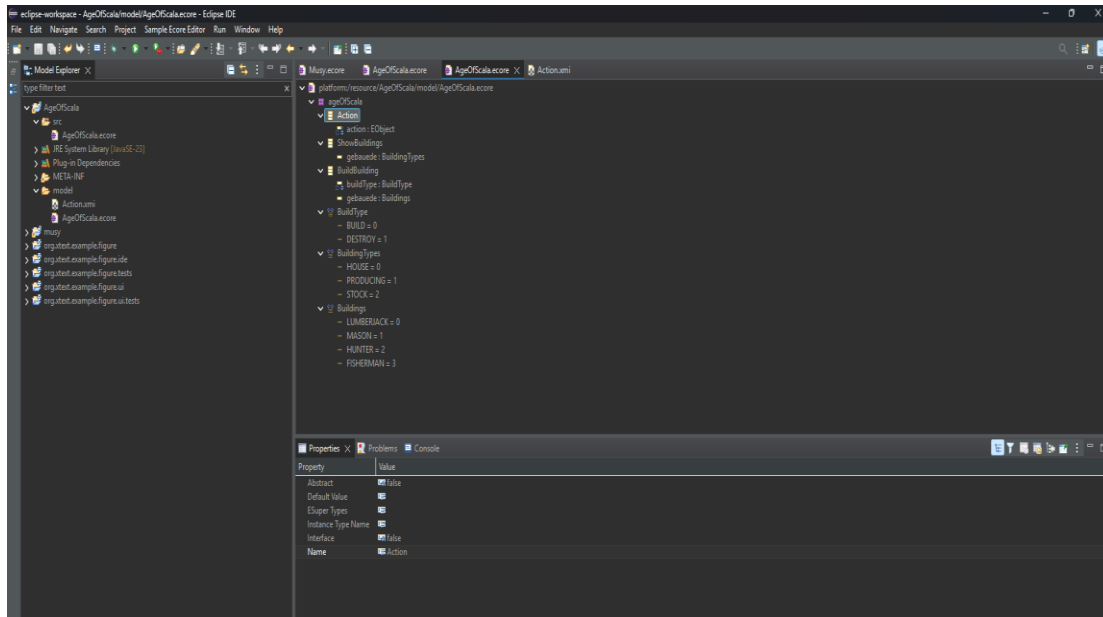 eclipse-workspace - AgeOfScala/model/AgeOfScala.ecore - Eclipse IDE
File Edit Navigate Search Project Sample Ecore Editor Run Window Help
Model Explorer
type filter text
AgeOfScala
src
AgeOfScala.ecore
JRE System Library [JavaSE-23]
Plug-in Dependencies
META-INF
model
Action.xmi
AgeOfScala.ecore
musy
org.xtext.example.figure
org.xtext.example.figure.ide
org.xtext.example.figure.tests
org.xtext.example.figure.ui
org.xtext.example.figure.ui.tests
Musy.ecore AgeOfScala.ecore AgeOfScala.ecore Action.xmi
platform:/resource/AgeOfScala/model/AgeOfScala.ecore
ageOfScala
Action
action : EObject
ShowBuildings
gebauede : BuildingTypes
BuildBuilding
buildType : BuildType
gebauede : Buildings
BuildType
BUILD = 0
DESTROY = 1
BuildingTypes
HOUSE = 0
PRODUCING = 1
STOCK = 2
Buildings
LUMBERJACK = 0
MASON = 1
HUNTER = 2
FISHERMAN = 3
Properties Problems Console
Property Value
Abstract false
Default Value
ESuper Types
Instance Type Name
Interface false
Name Action